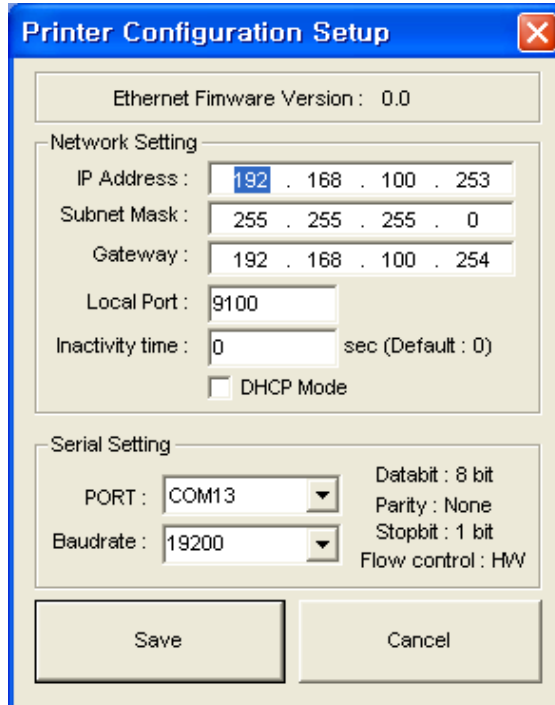 Printer Configuration Setup
Ethernet Fimware Version : 0.0
Network Setting
IP Address : 192 . 168 . 100 . 253
Subnet Mask : 255 . 255 . 255 . 0
Gateway : 192 . 168 . 100 . 254
Local Port : 9100
Inactivity time : 0 sec (Default : 0)
DHCP Mode
Serial Setting
PORT : COM13
Baudrate : 19200
Databit : 8 bit
Parity : None
Stopbit : 1 bit
Flow control : HW
Save
Cancel